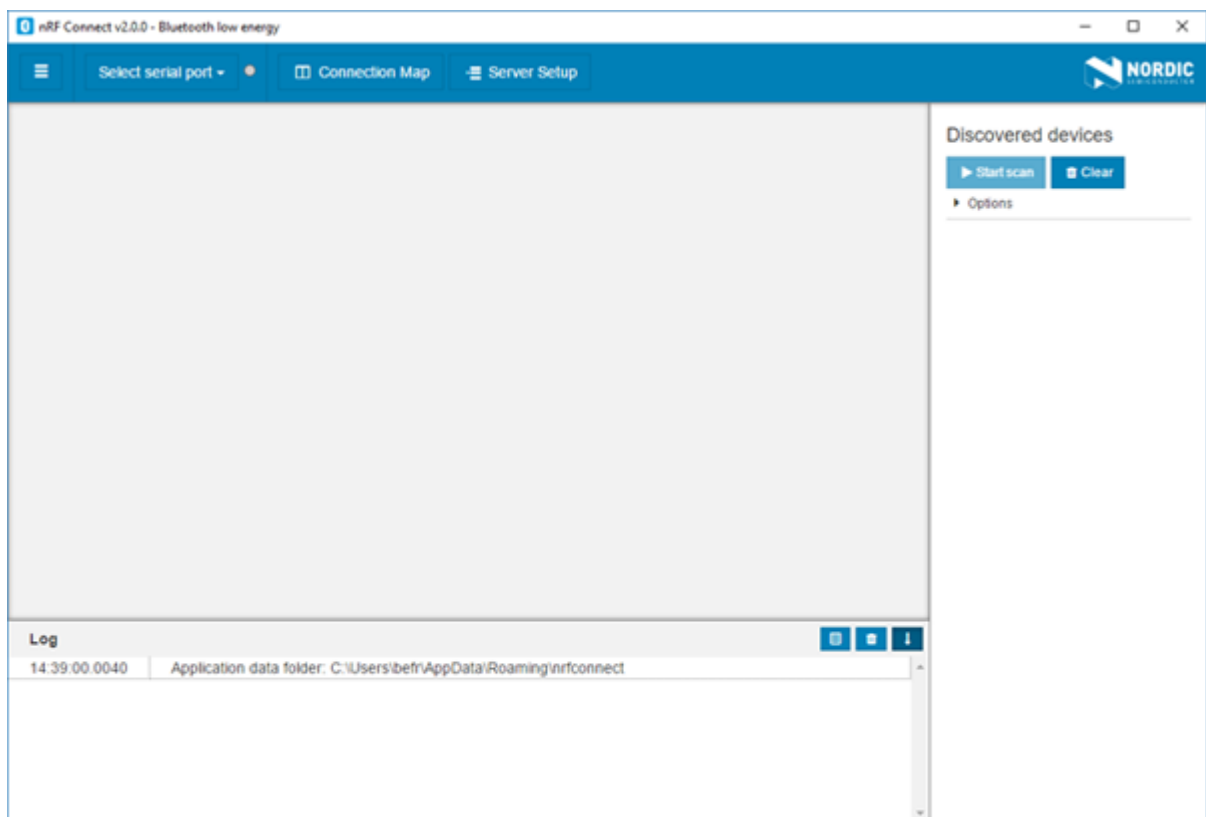 nRF Connect v2.0.0 - Bluetooth low energy
Select serial port
Connection Map
Server Setup
NORDIC
SEMICONDUCTOR
Discovered devices
Start scan
Clear
Options
Log
14:39:00.0040 Application data folder: C:\Users\befr\AppData\Roaming\nrfconnect